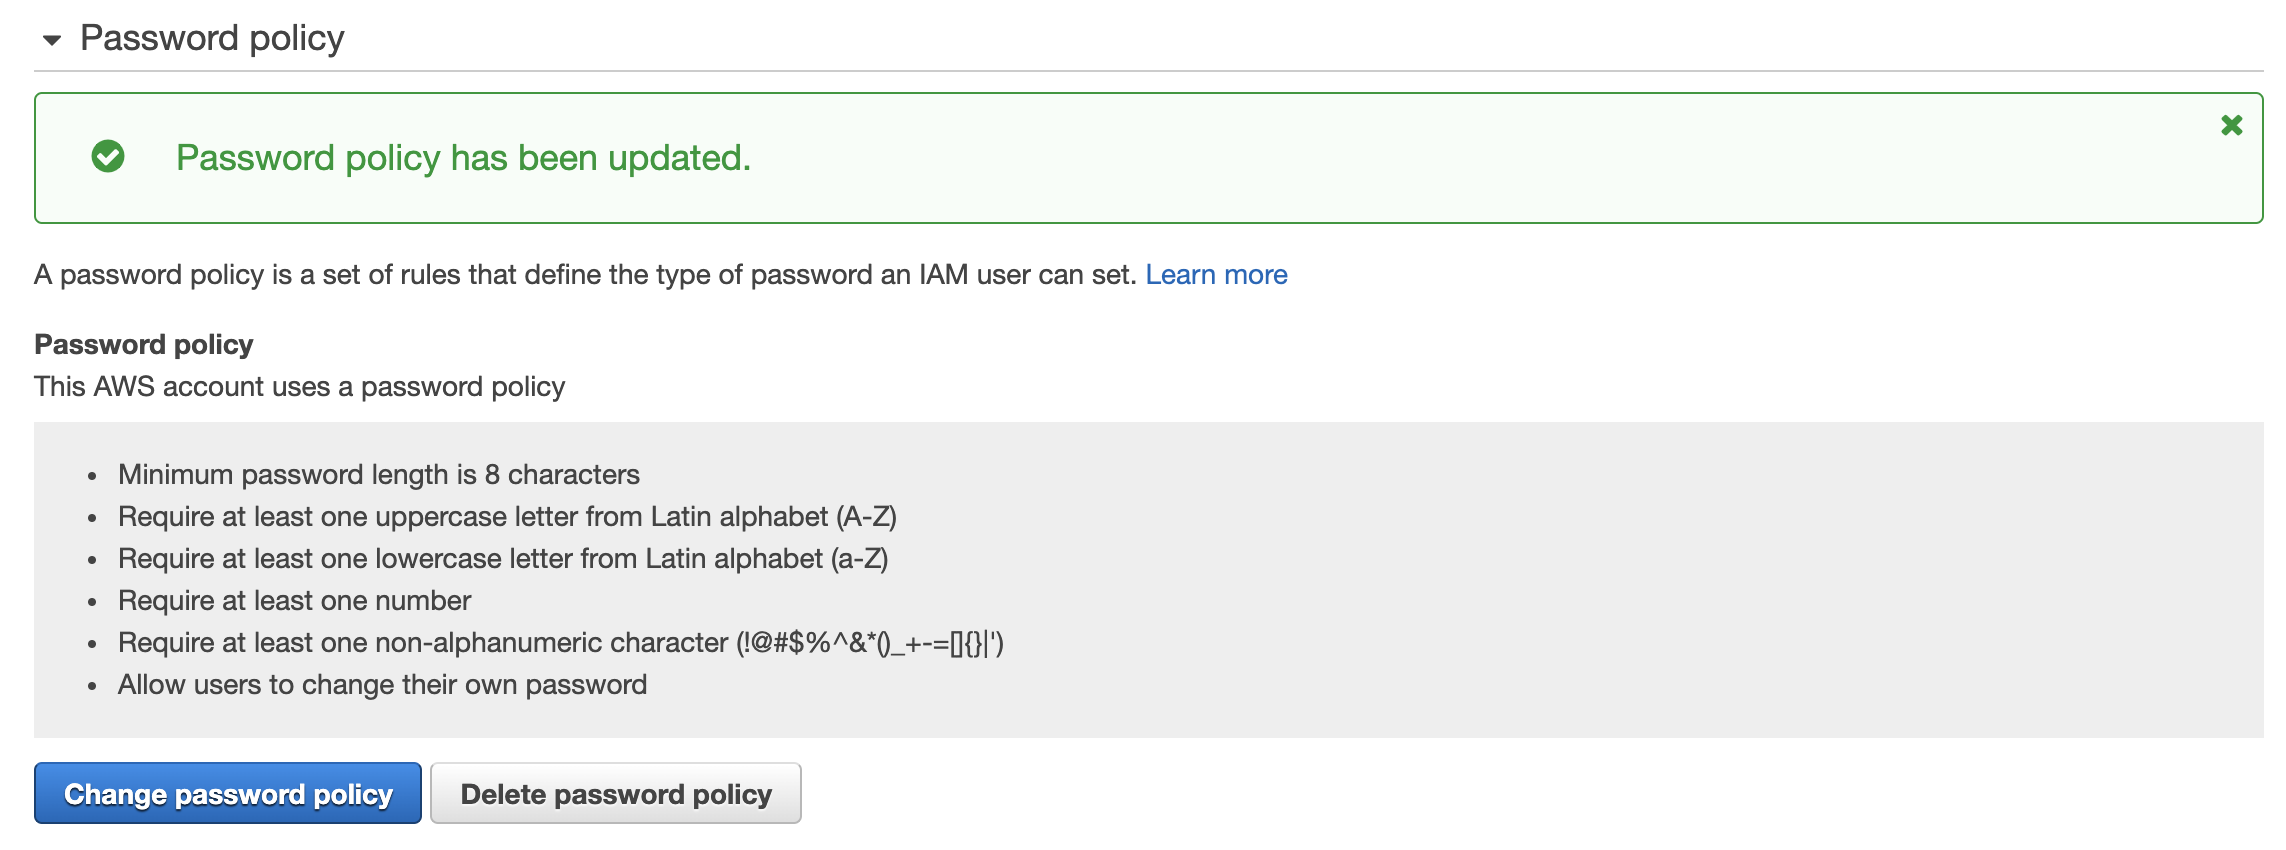 Password policy
Password policy has been updated.
A password policy is a set of rules that define the type of password an IAM user can set. Learn more
Password policy
This AWS account uses a password policy
• Minimum password length is 8 characters
• Require at least one uppercase letter from Latin alphabet (A-Z)
• Require at least one lowercase letter from Latin alphabet (a-Z)
• Require at least one number
• Require at least one non-alphanumeric character (!@#$%^&*()_+-=[]{}|')
• Allow users to change their own password
Change password policy Delete password policy